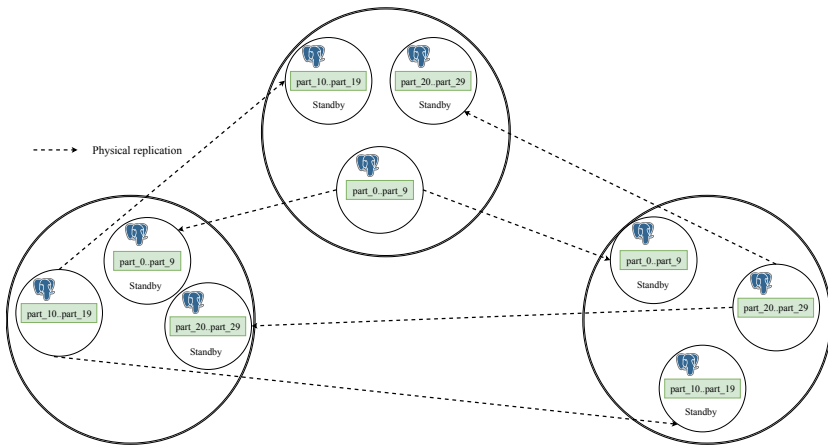 part_10..part_19
Standby
part_20..part_29
Standby
part_0..part_9
Physical replication
part_0..part_9
Standby
part_10..part_19
part_20..part_29
Standby
part_0..part_9
Standby
part_20..part_29
part_10..part_19
Standby